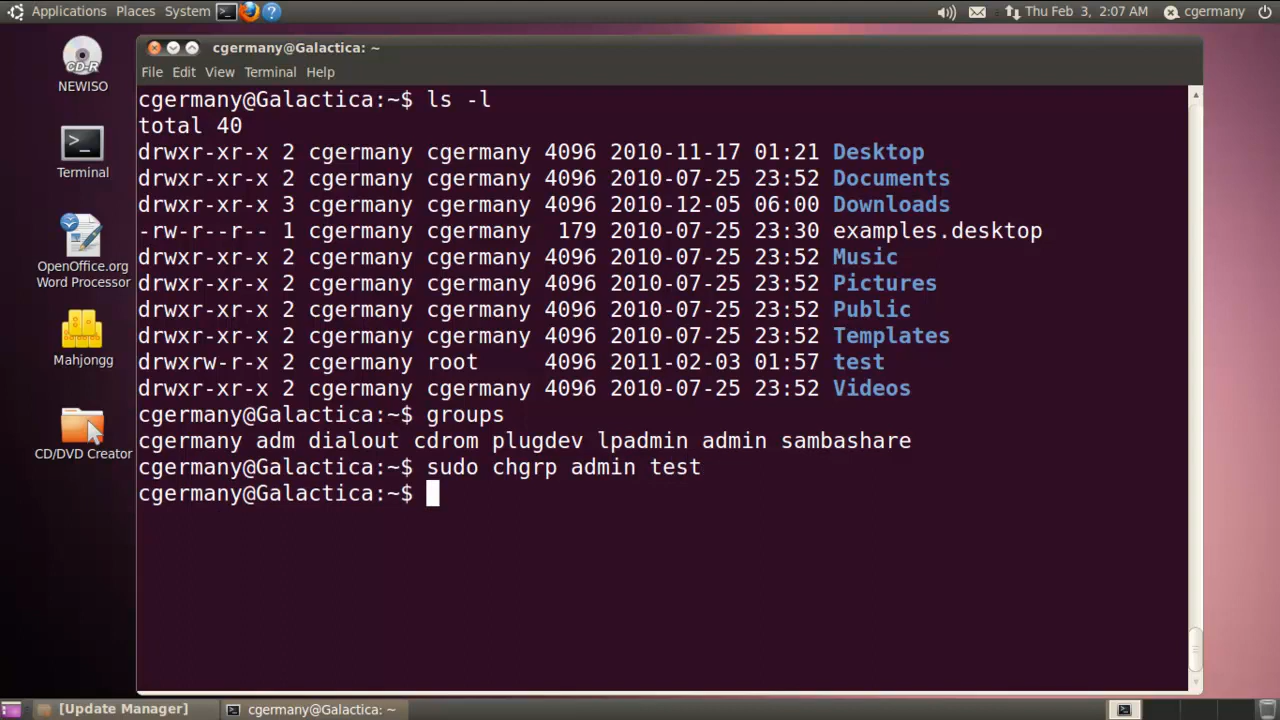 Applications Places System
Thu Feb 3, 2:07 AM cgermany
CD-R
NEWISO
Terminal
OpenOffice.org
Word Processor
Mahjongg
CD/DVD Creator
cgermany@Galactica: ~
File Edit View Terminal Help
cgermany@Galactica:~$ ls -l
total 40
drwxr-xr-x 2 cgermany cgermany 4096 2010-11-17 01:21 Desktop
drwxr-xr-x 2 cgermany cgermany 4096 2010-07-25 23:52 Documents
drwxr-xr-x 3 cgermany cgermany 4096 2010-12-05 06:00 Downloads
-rw-r--r-- 1 cgermany cgermany  179 2010-07-25 23:30 examples.desktop
drwxr-xr-x 2 cgermany cgermany 4096 2010-07-25 23:52 Music
drwxr-xr-x 2 cgermany cgermany 4096 2010-07-25 23:52 Pictures
drwxr-xr-x 2 cgermany cgermany 4096 2010-07-25 23:52 Public
drwxr-xr-x 2 cgermany cgermany 4096 2010-07-25 23:52 Templates
drwxrw-r-x 2 cgermany root     4096 2011-02-03 01:57 test
drwxr-xr-x 2 cgermany cgermany 4096 2010-07-25 23:52 Videos
cgermany@Galactica:~$ groups
cgermany adm dialout cdrom plugdev lpadmin admin sambashare
cgermany@Galactica:~$ sudo chgrp admin test
cgermany@Galactica:~$
[Update Manager] cgermany@Galactica: ~